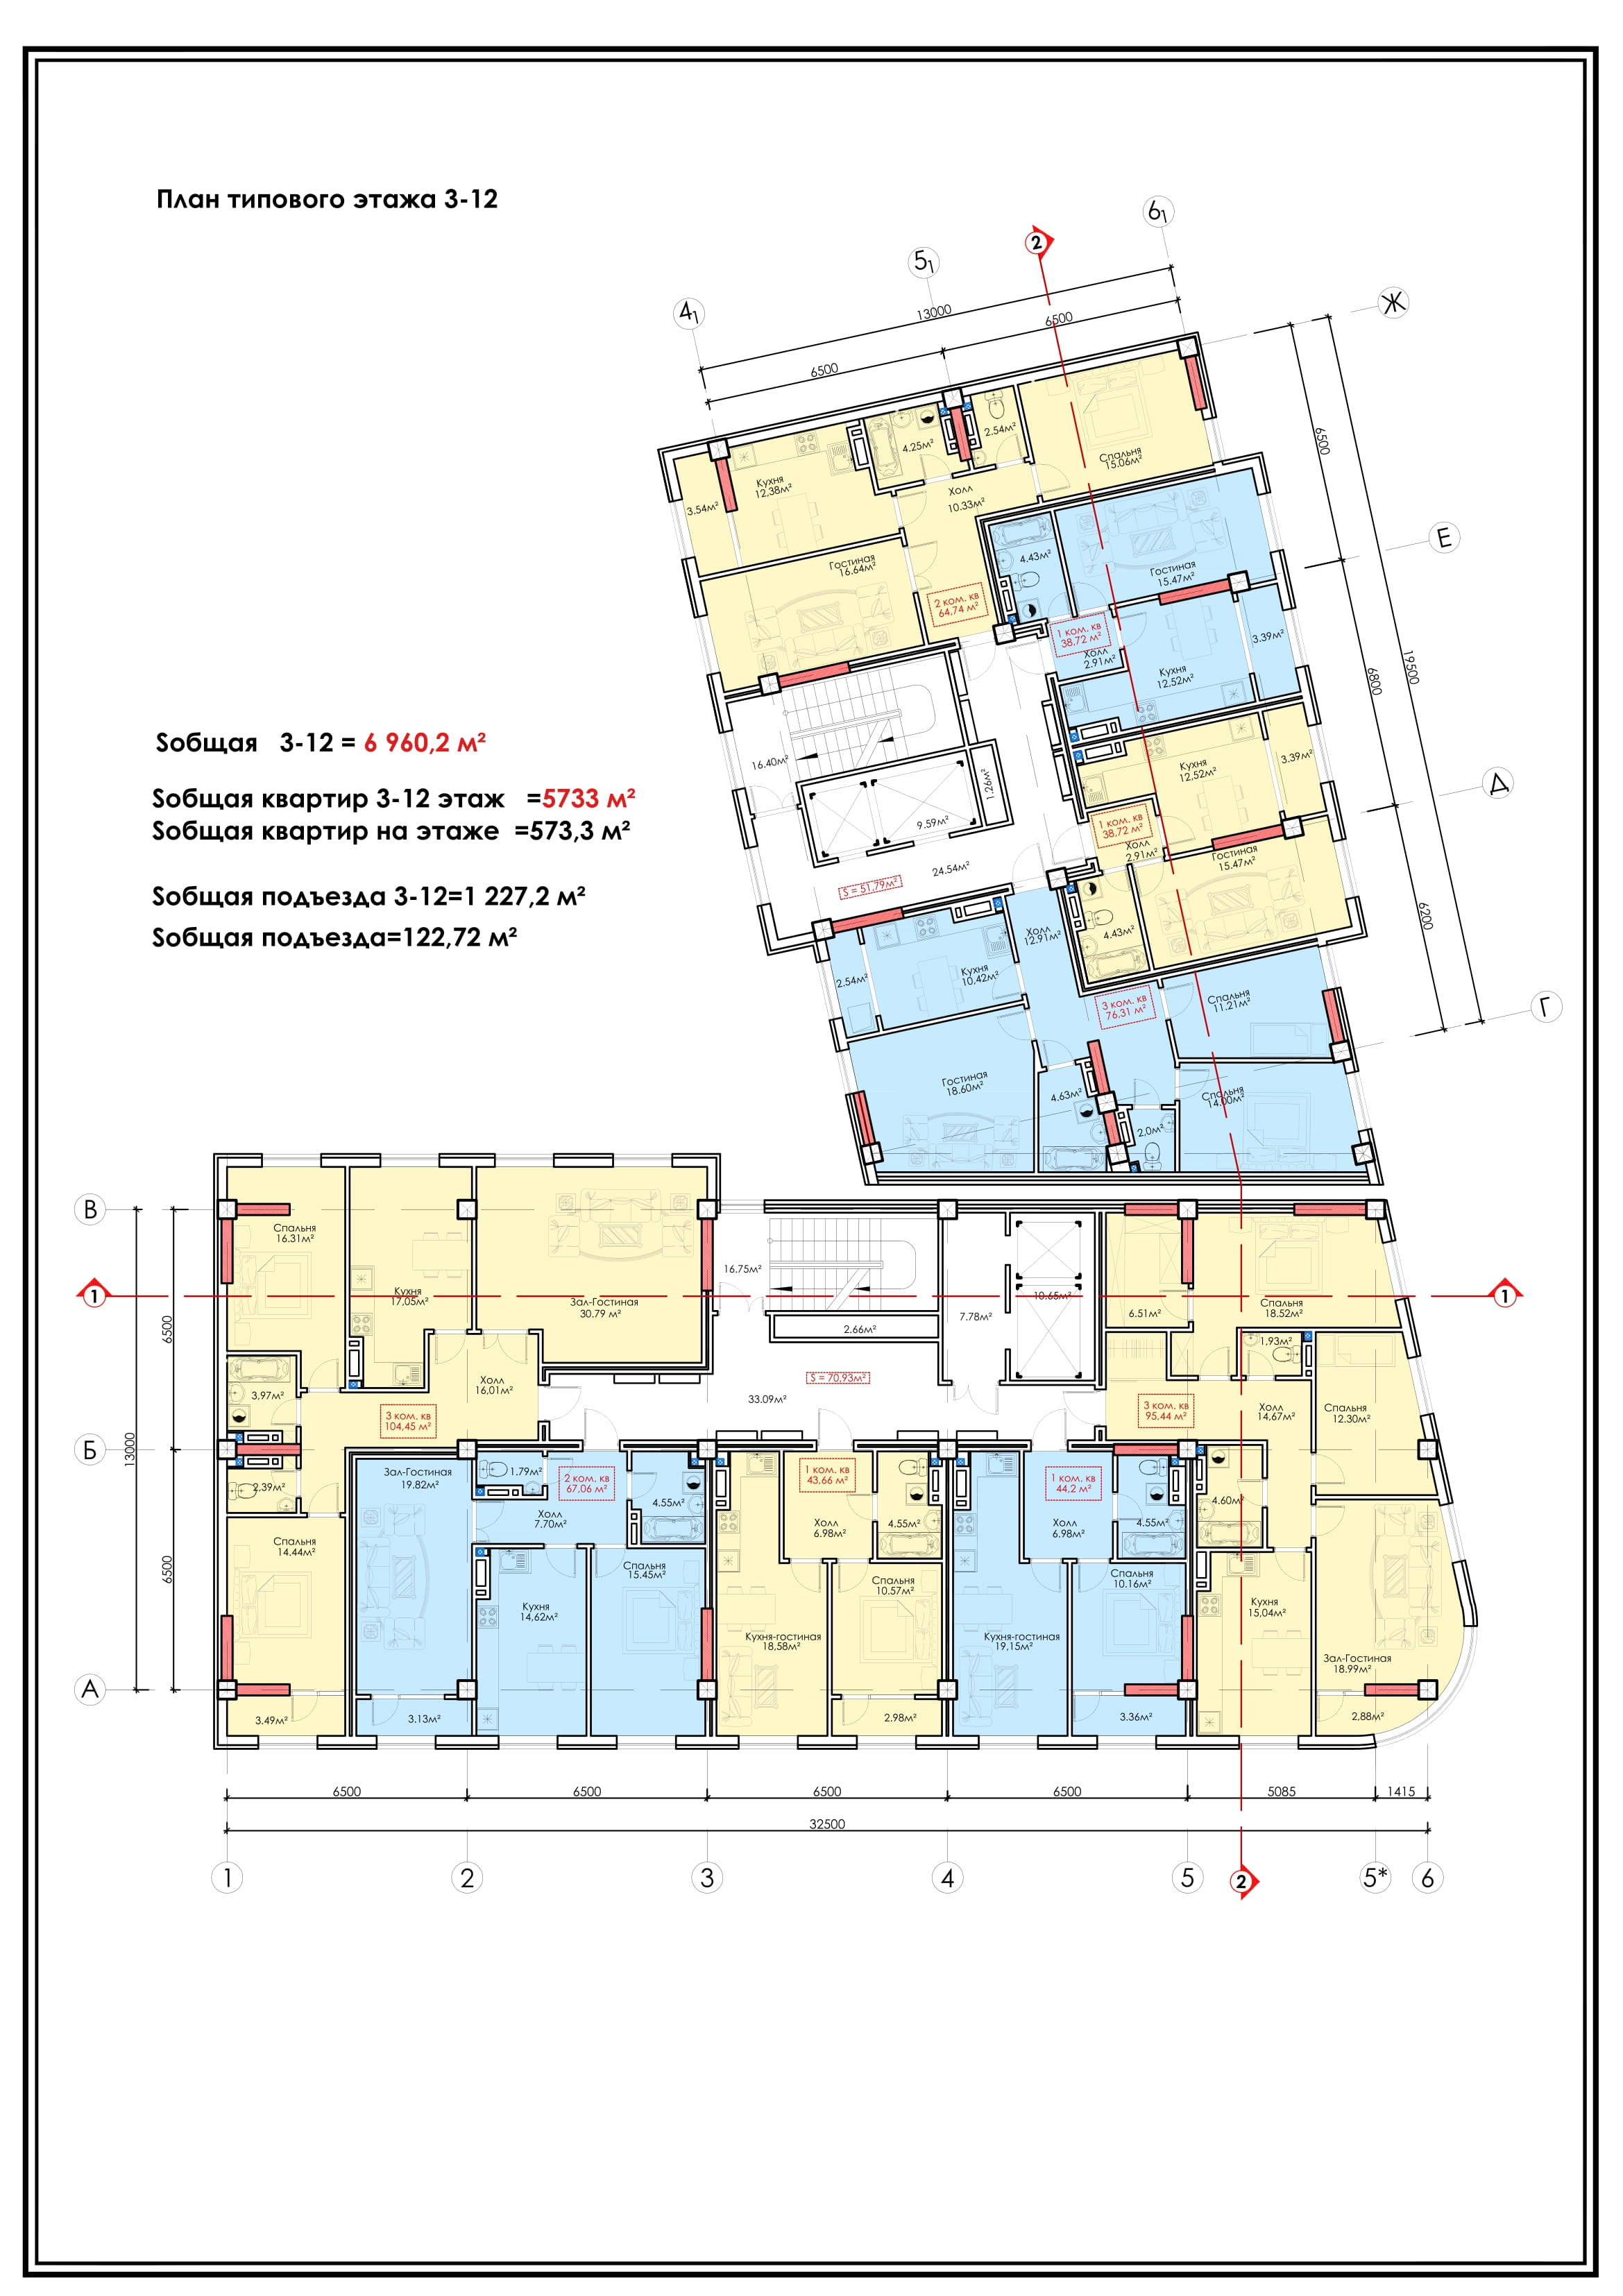 План типового этажа 3-12
6₁
2
5₁
Ж
4₁
13000
6500
6500
6500
2.54м²
4.25м²
Спальня
15.06м²
Кухня
12.38м²
Холл
10.33м²
3.54м²
Е
4.43м²
Гостиная
16.64м²
Гостиная
15.47м²
2 ком. кв
64,74 м²
1 ком. кв
38,72 м²
3.39м²
Холл
2.91м²
Кухня
12,52м²
6800
19500
Sобщая 3-12 = 6 960,2 м²
16.40м²
1.26м²
Кухня
12,52м²
3.39м²
Д
Sобщая квартир 3-12 этаж =5733 м²
Sобщая квартир на этаже =573,3 м²
9.59м²
1 ком. кв
38,72 м²
Холл
2.91м²
Гостиная
15.47м²
24.54м²
S = 51,79м²
Sобщая подъезда 3-12=1 227,2 м²
Sобщая подъезда=122,72 м²
6200
Холл
12.91м²
4.43м²
2.54м²
Кухня
10.42м²
3 ком. кв
76,31 м²
Спальня
11.21м²
Г
Гостиная
18.60м²
4.63м²
Спальня
14.00м²
2.0м²
В
Спальня
16.31м²
16.75м²
1
Кухня
17.05м²
Зал-Гостиная
30.79 м²
10.65м²
6.51м²
Спальня
18.52м²
1
7.78м²
2.66м²
6500
1,93м²
3,97м²
Холл
16,01м²
S = 70,93м²
33.09м²
3 ком. кв
104,45 м²
3 ком. кв
95,44 м²
Холл
14,67м²
Спальня
12.30м²
Б
13000
2,39м²
Зал-Гостиная
19.82м²
1.79м²
2 ком. кв
67,06 м²
4.55м²
1 ком. кв
43,66 м²
4.55м²
1 ком. кв
44,2 м²
4.55м²
4.60м²
Холл
7.70м²
Холл
6.98м²
Холл
6.98м²
Спальня
14.44м²
6500
Спальня
15.45м²
Спальня
10.57м²
Спальня
10.16м²
Кухня
14,62м²
Кухня-гостиная
18,58м²
Кухня-гостиная
19,15м²
Кухня
15,04м²
Зал-Гостиная
18.99м²
А
3.49м²
3.13м²
2.98м²
3.36м²
2,88м²
6500
6500
6500
6500
5085
1415
32500
1
2
3
4
5
2
5*
6